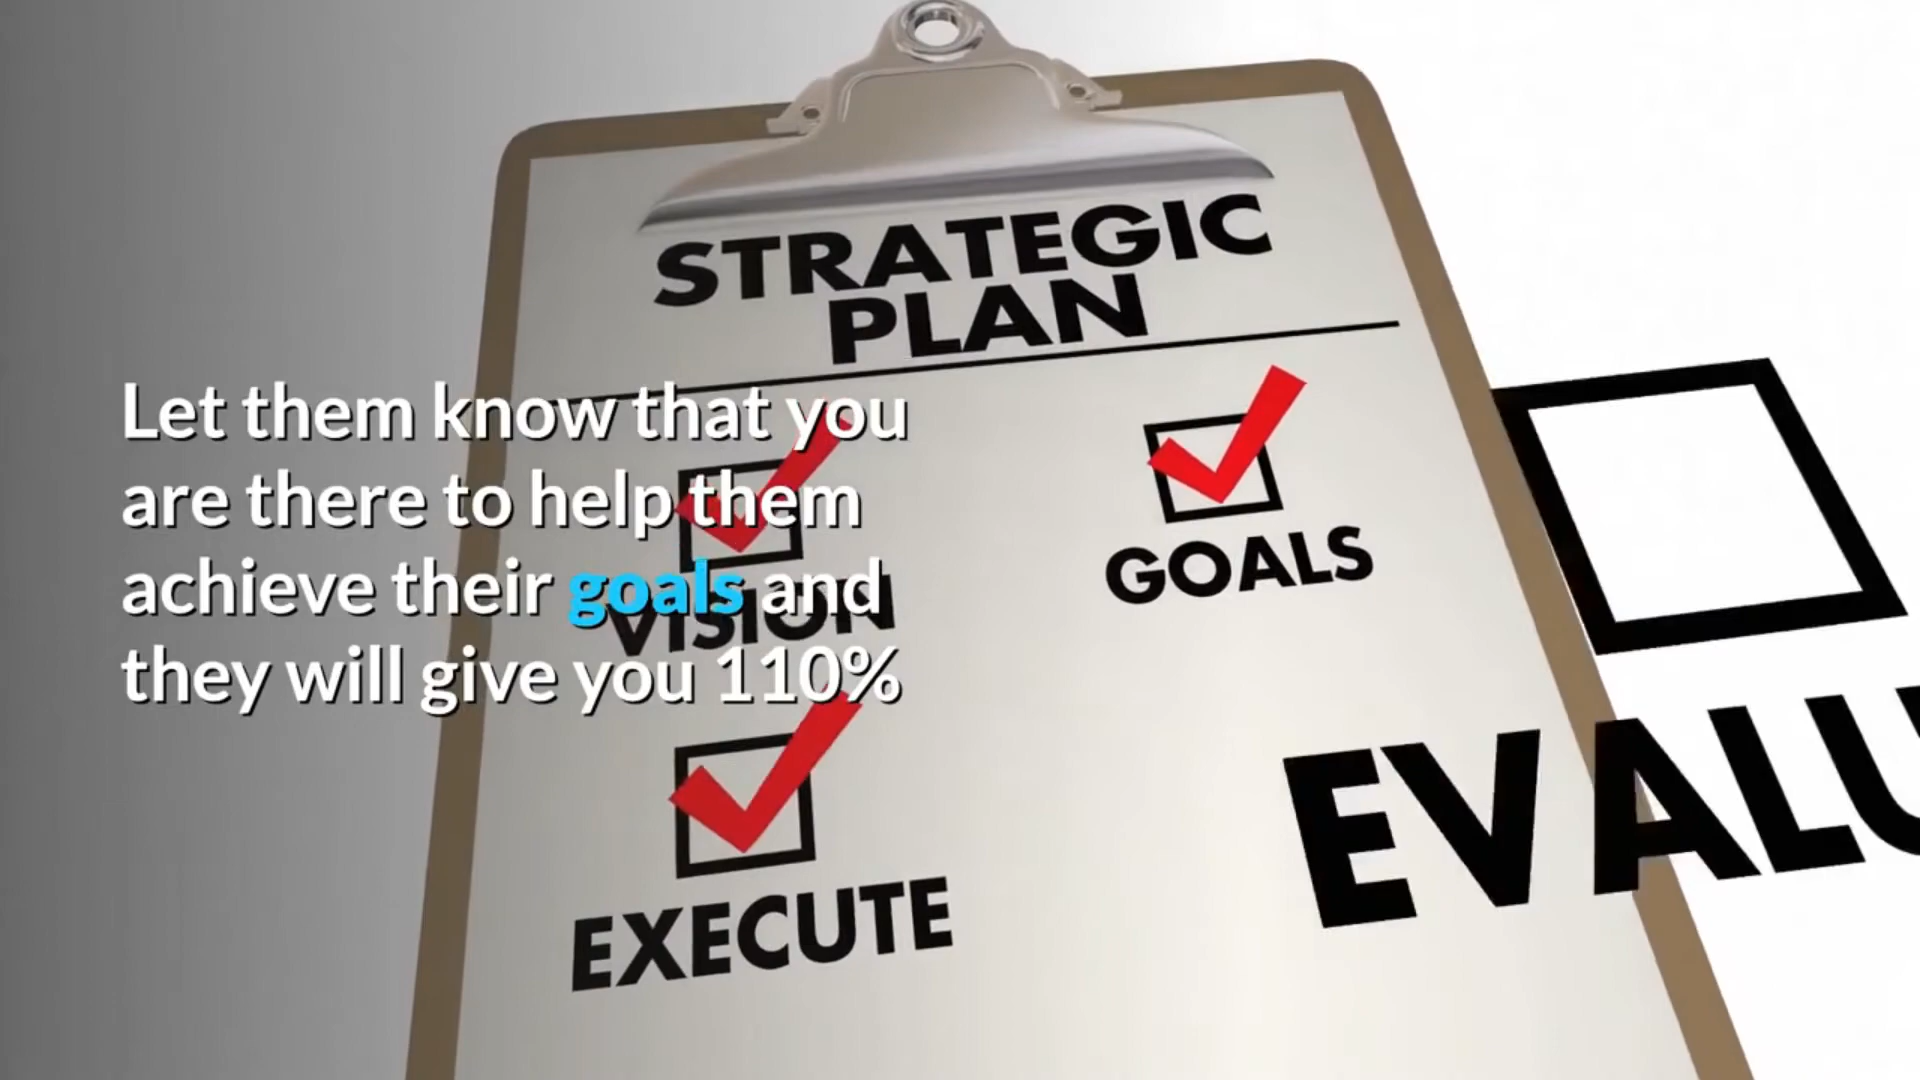 STRATEGIC
PLAN
Let them know that you
are there to help them
achieve their goals and
they will give you 110%
VISION
GOALS
EXECUTE
EVALU